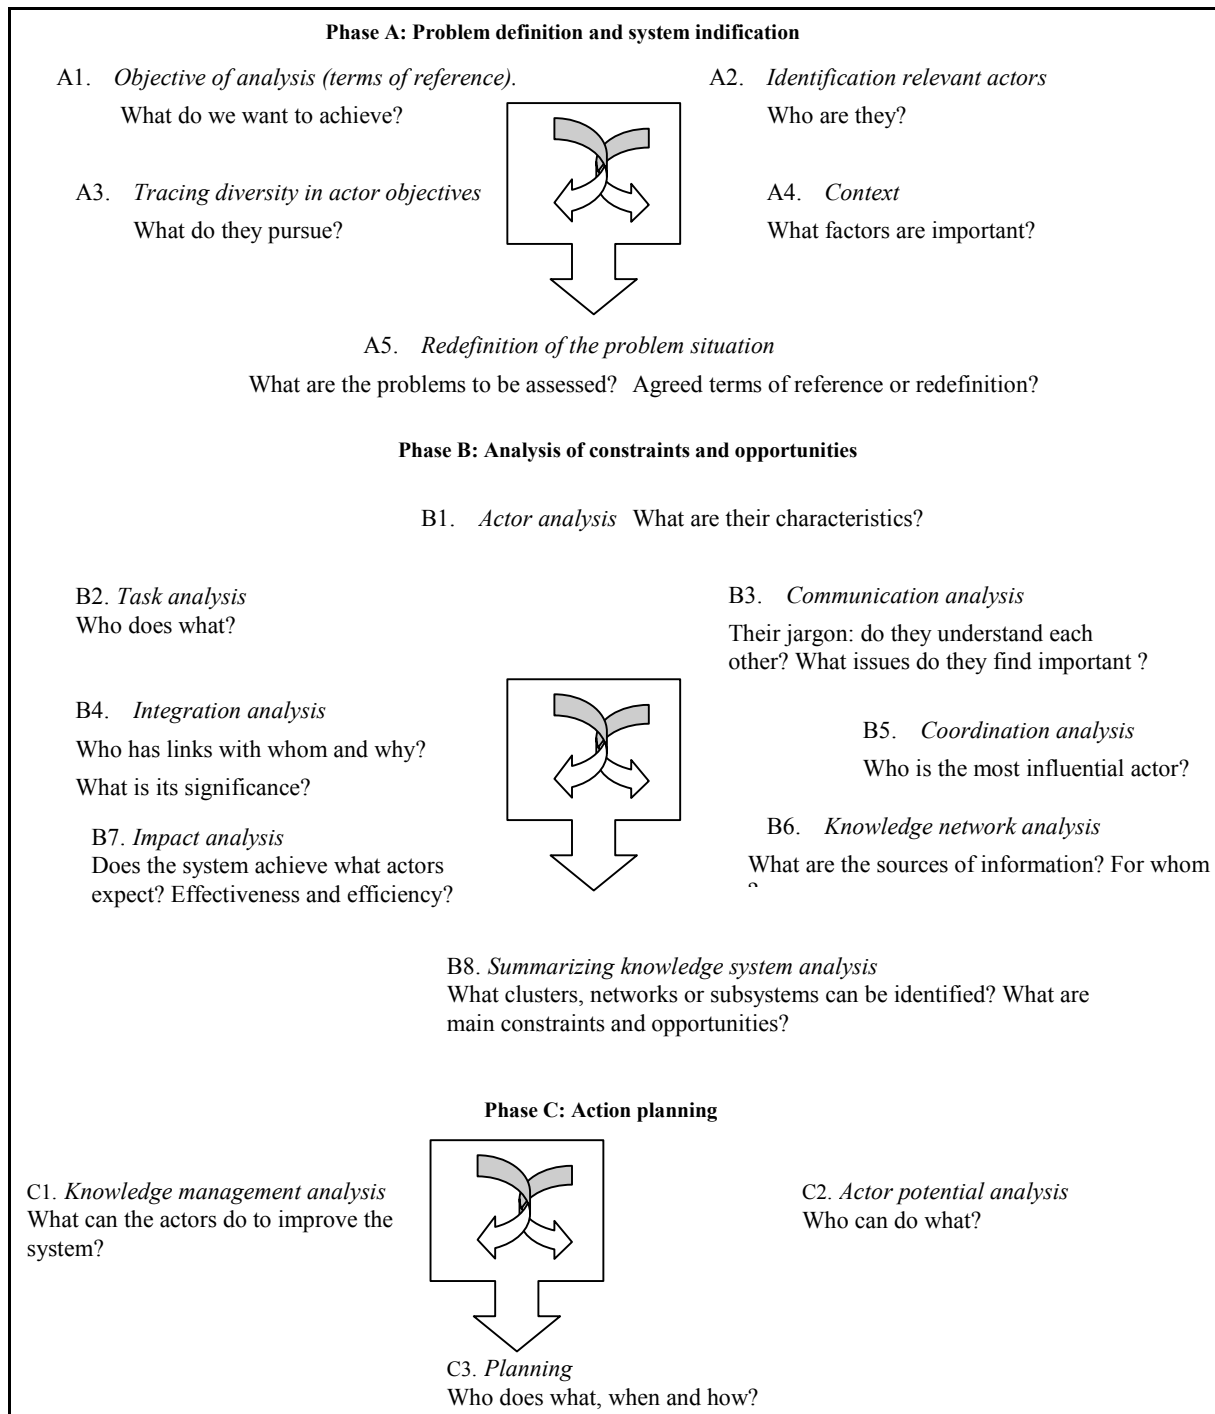 Phase A: Problem definition and system indification
A1. Objective of analysis (terms of reference).
What do we want to achieve?
A2. Identification relevant actors
Who are they?
A3. Tracing diversity in actor objectives
What do they pursue?
A4. Context
What factors are important?
A5. Redefinition of the problem situation
What are the problems to be assessed? Agreed terms of reference or redefinition?
Phase B: Analysis of constraints and opportunities
B1. Actor analysis What are their characteristics?
B2. Task analysis
Who does what?
B3. Communication analysis
Their jargon: do they understand each
other? What issues do they find important ?
B4. Integration analysis
Who has links with whom and why?
What is its significance?
B5. Coordination analysis
Who is the most influential actor?
B7. Impact analysis
Does the system achieve what actors
expect? Effectiveness and efficiency?
B6. Knowledge network analysis
What are the sources of information? For whom
?
B8. Summarizing knowledge system analysis
What clusters, networks or subsystems can be identified? What are
main constraints and opportunities?
Phase C: Action planning
C1. Knowledge management analysis
What can the actors do to improve the
system?
C2. Actor potential analysis
Who can do what?
C3. Planning
Who does what, when and how?